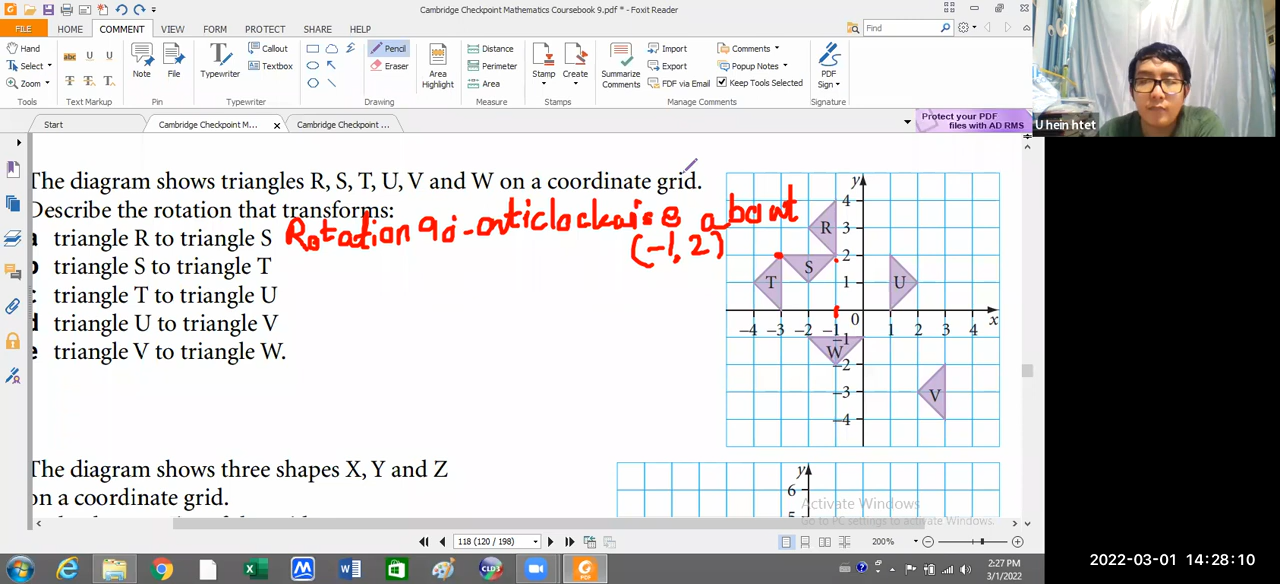 Cambridge Checkpoint Mathematics Coursebook 9.pdf * - Foxit Reader
FILE HOME COMMENT VIEW FORM PROTECT SHARE HELP
Find
Hand
Select
Zoom
Tools
Text Markup
Note
File
Pin
Typewriter
Callout
Textbox
Typewriter
Pencil
Eraser
Drawing
Area Highlight
Distance
Perimeter
Area
Measure
Stamp
Create
Stamps
Summarize Comments
Import
Export
PDF via Email
Comments
Popup Notes
Keep Tools Selected
Manage Comments
PDF Sign
Signature
U hein htet
Start
Cambridge Checkpoint M...
Cambridge Checkpoint ...
Protect your PDF
files with AD RMS
The diagram shows triangles R, S, T, U, V and W on a coordinate grid.
Describe the rotation that transforms:
a triangle R to triangle S
Rotation 90 anticlockwise about
(-1, 2)
b triangle S to triangle T
c triangle T to triangle U
d triangle U to triangle V
e triangle V to triangle W.
y
4
R 3
2
S
T 1 U
0
–4 –3 –2 –1 1 2 3 4 x
–1
W
–2
–3 V
–4
The diagram shows three shapes X, Y and Z
on a coordinate grid.
y
6
5
Activate Windows
Go to PC settings to activate Windows.
118 (120 / 198)
200%
2:27 PM
3/1/2022
2022-03-01 14:28:10